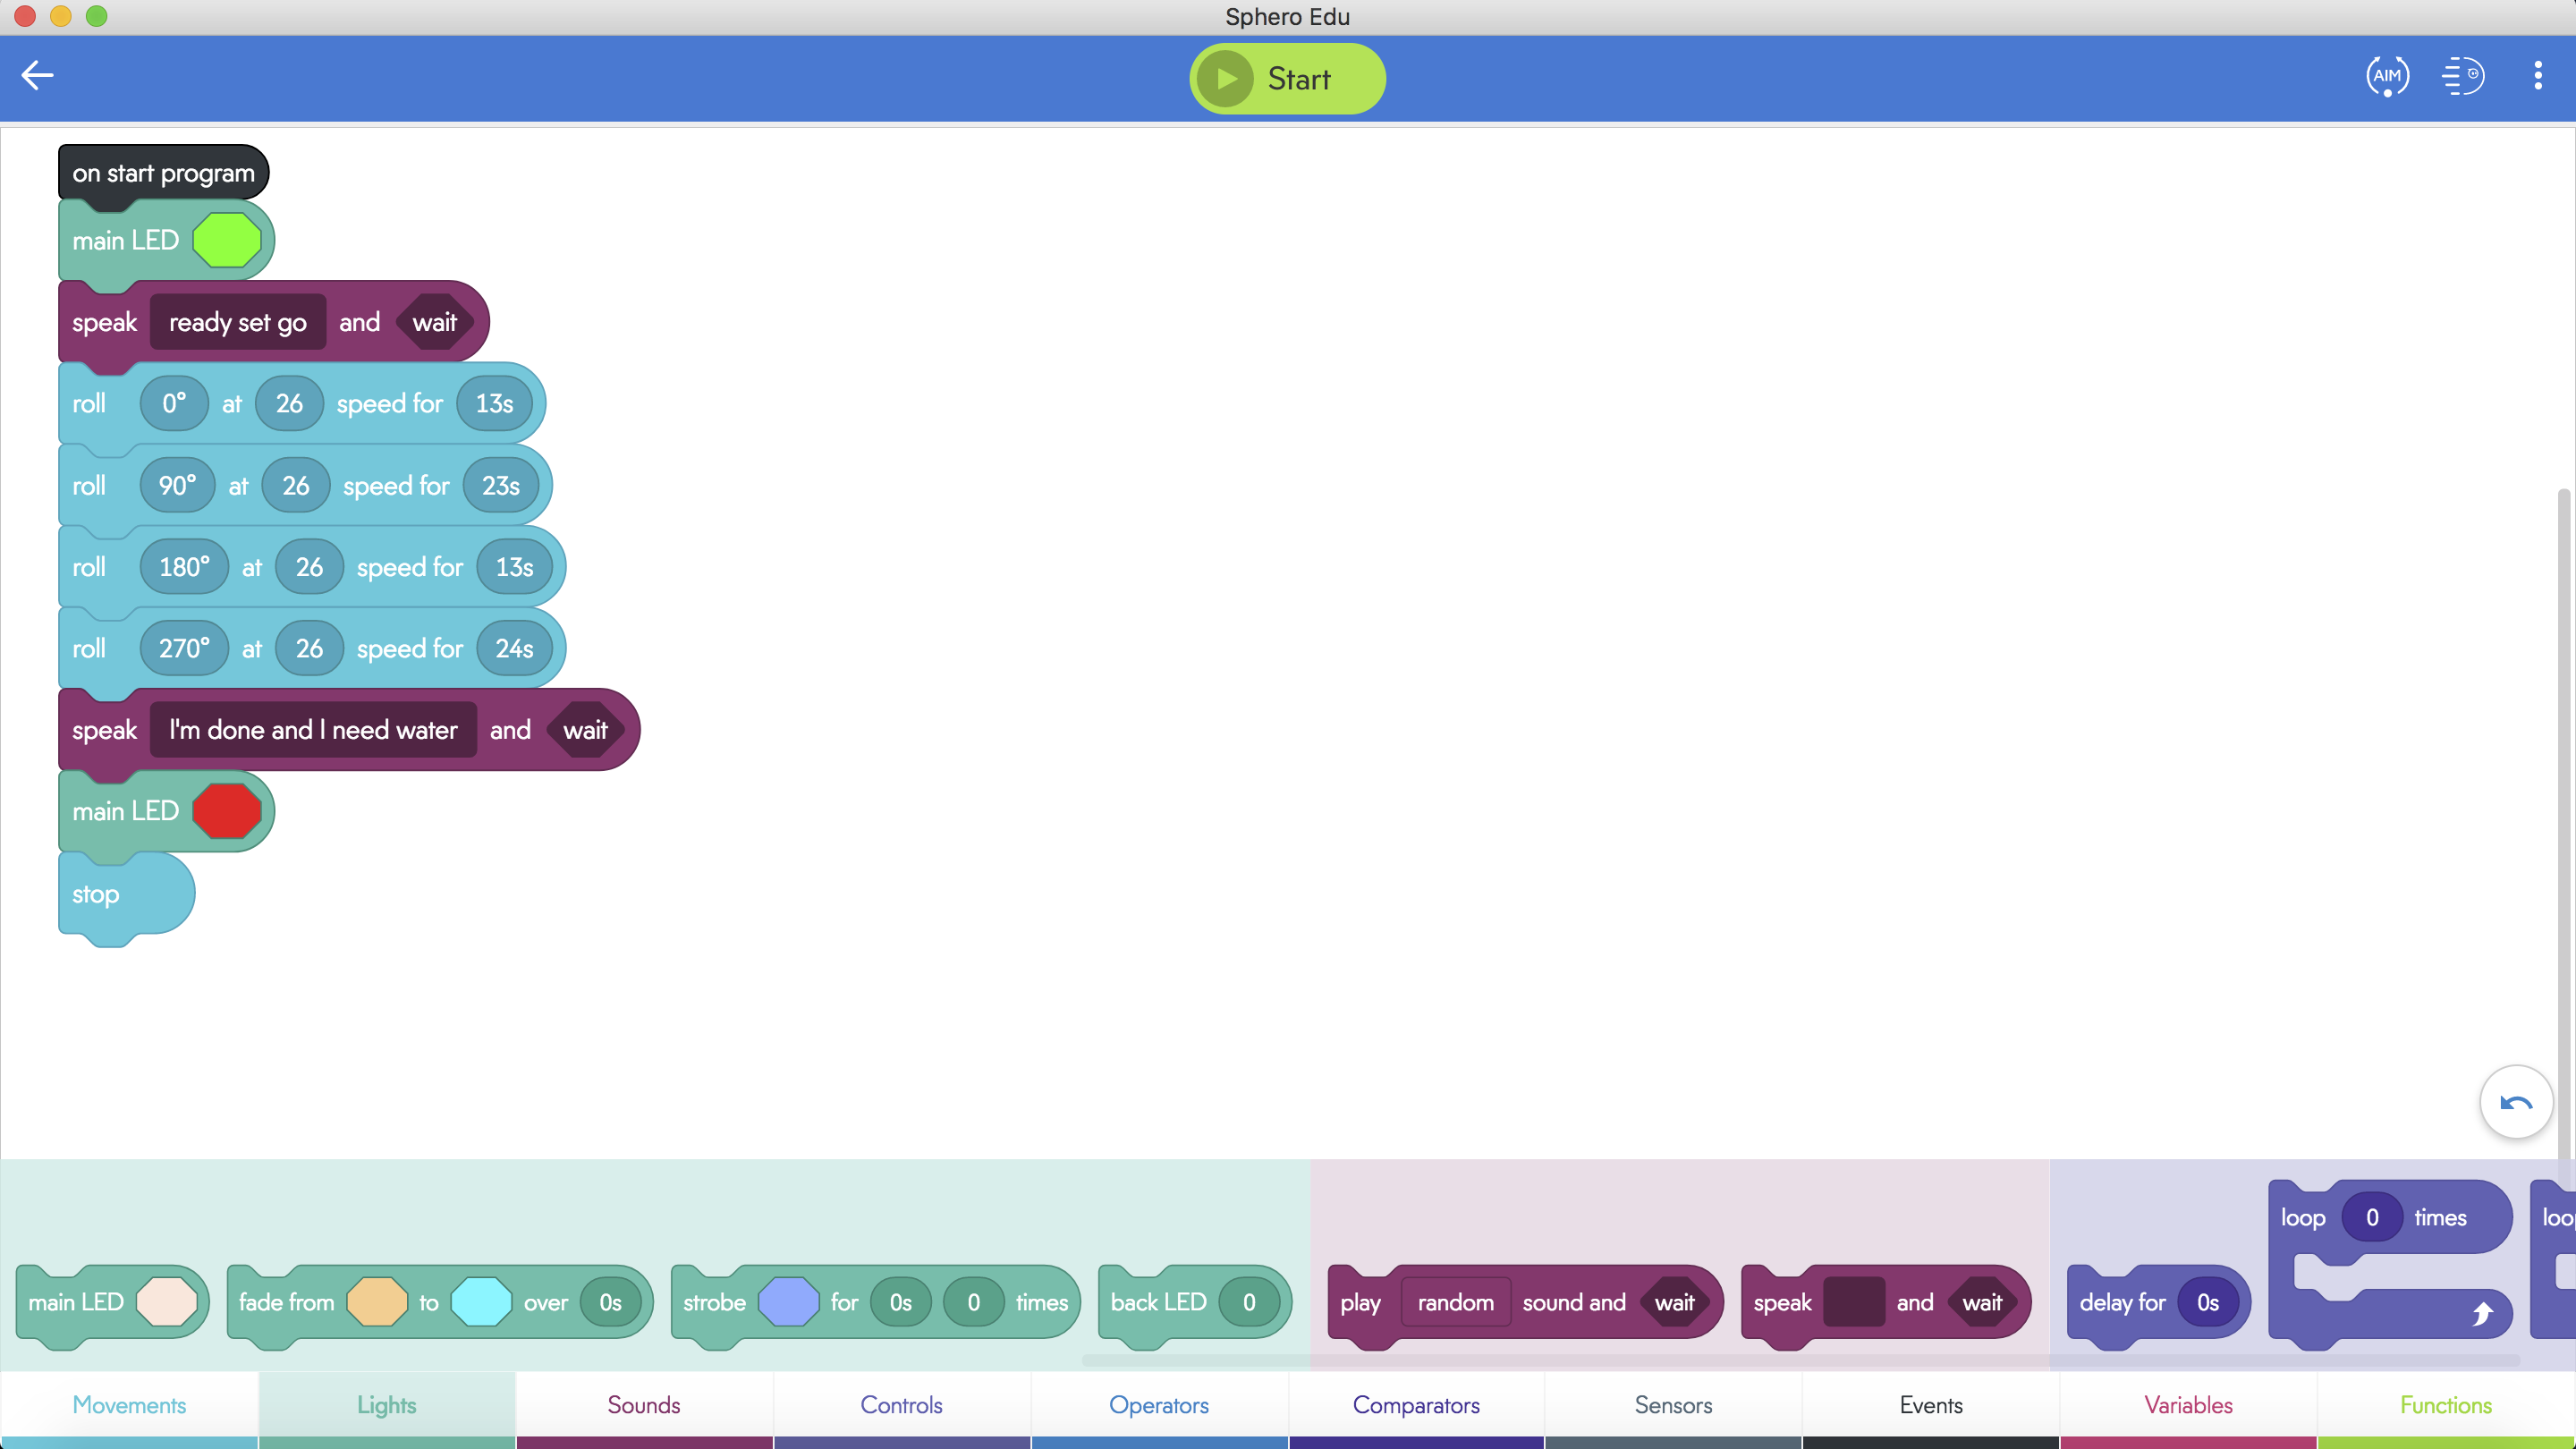 Sphero Edu
Start
AIM
on start program
main LED
speak ready set go and wait
roll 0° at 26 speed for 13s
roll 90° at 26 speed for 23s
roll 180° at 26 speed for 13s
roll 270° at 26 speed for 24s
speak I'm done and I need water and wait
main LED
stop
loop 0 times
loo
main LED
fade from to over 0s
strobe for 0s 0 times
back LED 0
play random sound and wait
speak and wait
delay for 0s
Movements
Lights
Sounds
Controls
Operators
Comparators
Sensors
Events
Variables
Functions